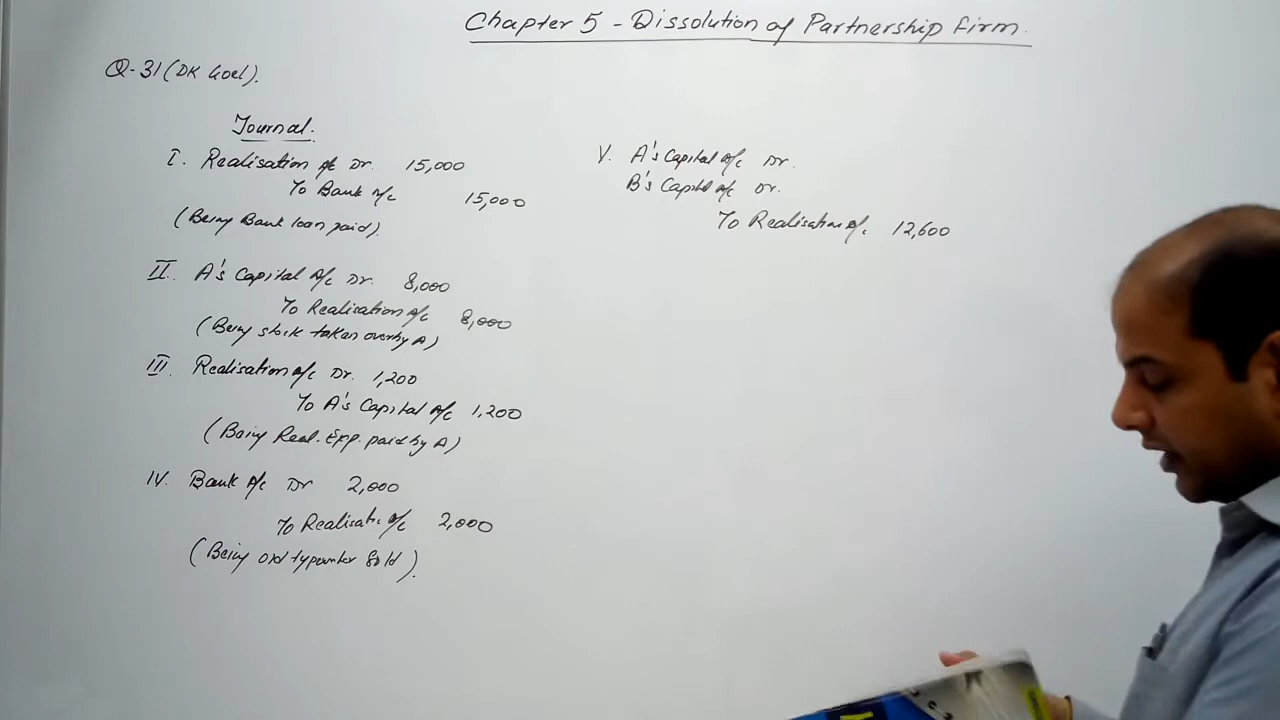 Chapter 5 - Dissolution of Partnership Firm.
Q-31 (DK Goel).
Journal.
I. Realisation A/c Dr. 15,000
To Bank A/c 15,000
(Being Bank loan paid)
II. A's Capital A/c Dr. 8,000
To Realisation A/c 8,000
(Being stock taken over by A)
III. Realisation A/c Dr. 1,200
To A's Capital A/c 1,200
(Being Real. Exp. paid by A)
IV. Bank A/c Dr 2,000
To Realisatn A/c 2,000
(Being old typewriter sold).
V. A's Capital A/c Dr.
B's Capital A/c Dr.
To Realisation A/c 12,600